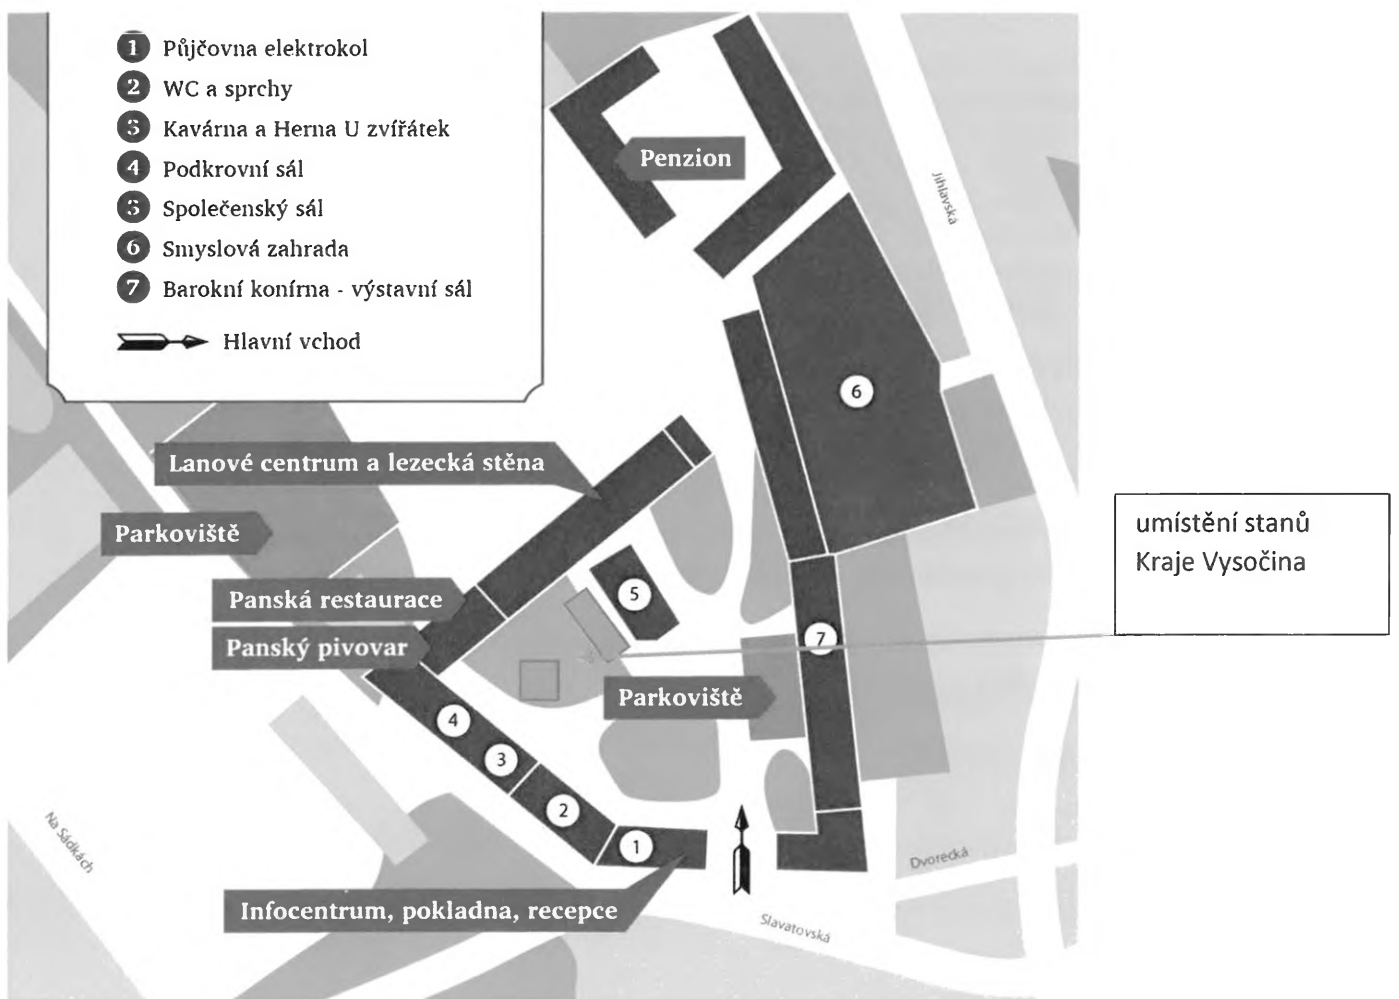 1 Půjčovna elektrokol
2 WC a sprchy
3 Kavárna a Herna U zvířátek
4 Podkrovní sál
5 Společenský sál
6 Smyslová zahrada
7 Barokní konírna - výstavní sál
Hlavní vchod
Penzion
Jihlavská
6
Lanové centrum a lezecká stěna
Parkoviště
umístění stanů
Kraje Vysočina
Panská restaurace
5
Panský pivovar
7
Parkoviště
4
3
2
1
Na Sádkách
Dvorecká
Infocentrum, pokladna, recepce
Slavatovská